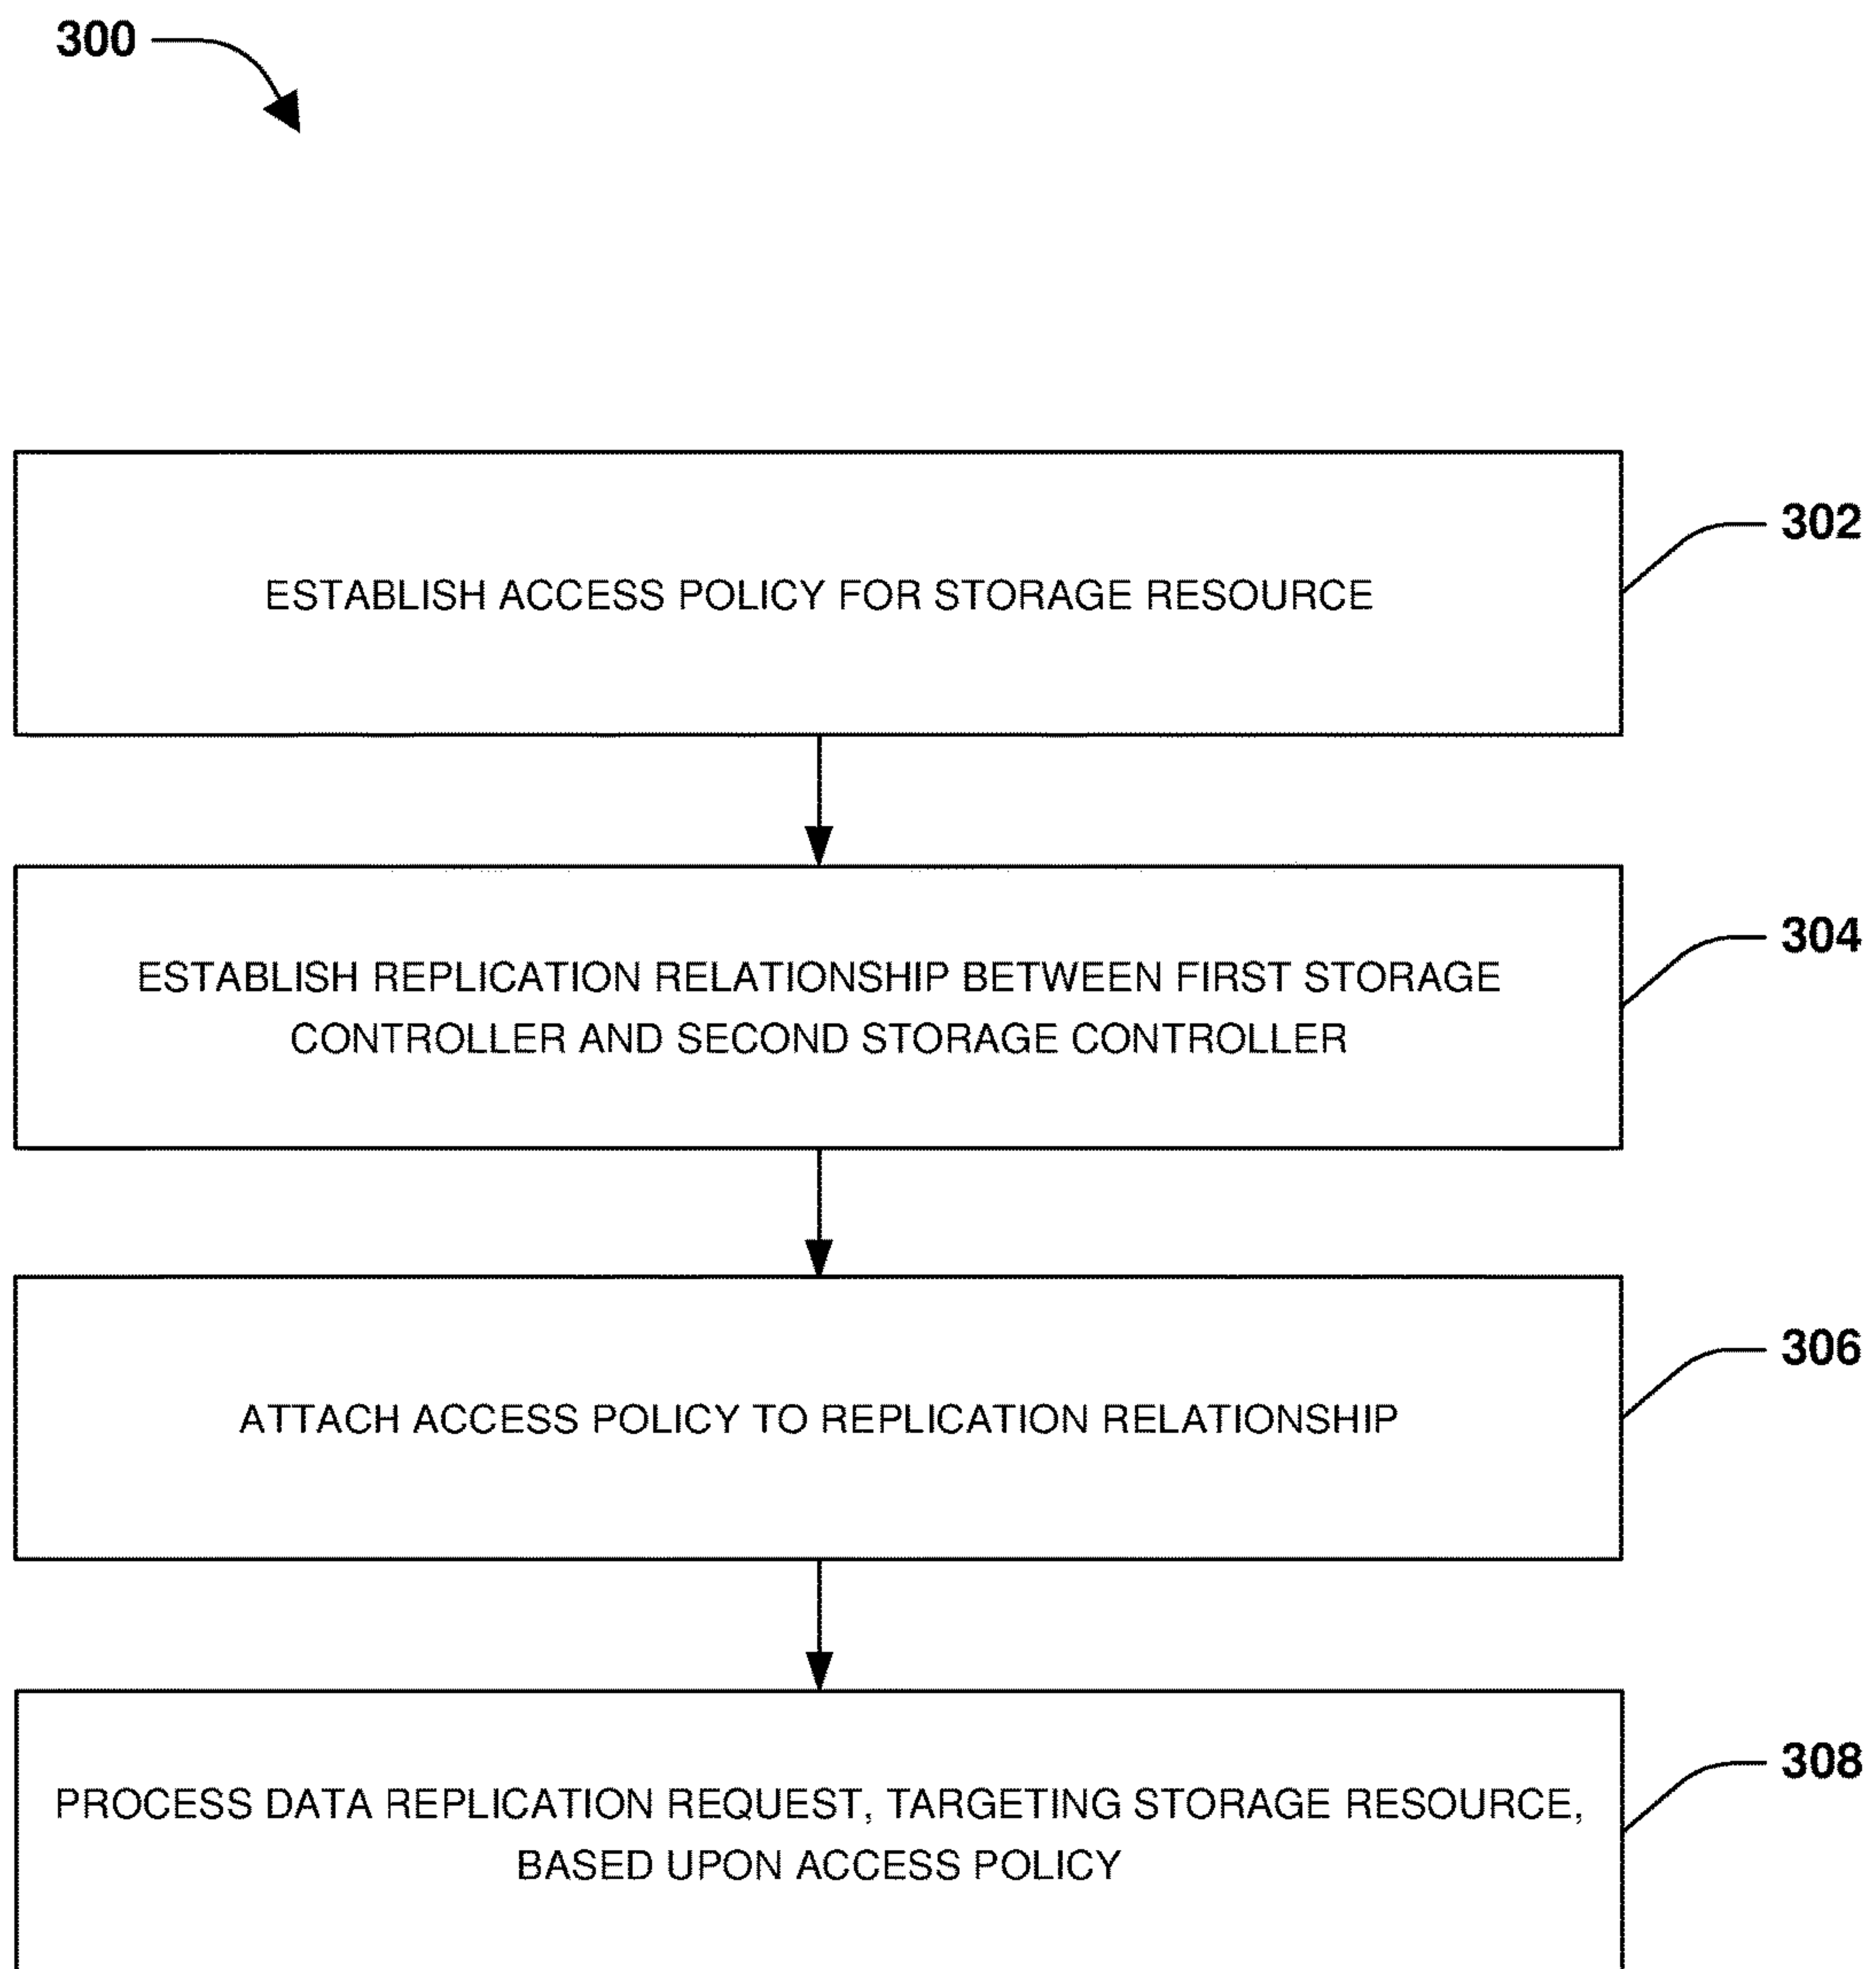 300
ESTABLISH ACCESS POLICY FOR STORAGE RESOURCE
302
ESTABLISH REPLICATION RELATIONSHIP BETWEEN FIRST STORAGE
CONTROLLER AND SECOND STORAGE CONTROLLER
304
ATTACH ACCESS POLICY TO REPLICATION RELATIONSHIP
306
PROCESS DATA REPLICATION REQUEST, TARGETING STORAGE RESOURCE,
BASED UPON ACCESS POLICY
308